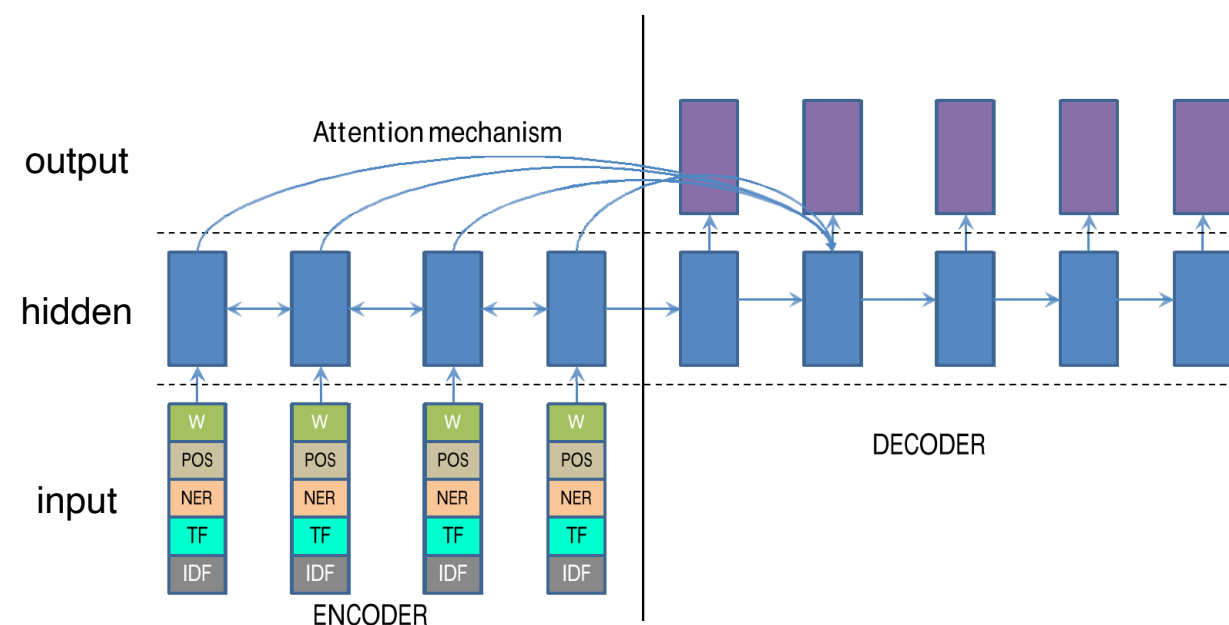 Attention mechanism
output
hidden
W W W W
POS POS POS POS
DECODER
NER NER NER NER
input
TF TF TF TF
IDF IDF IDF IDF
ENCODER